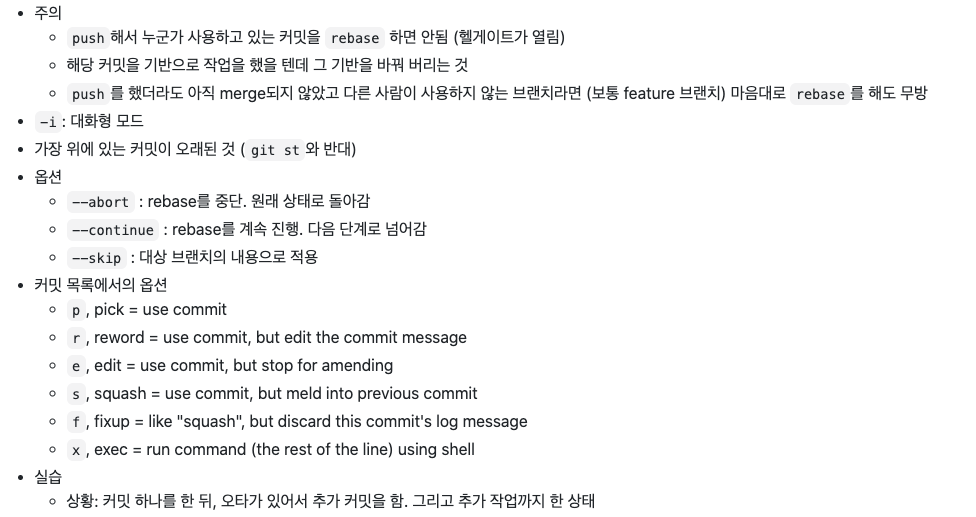 주의
push 해서 누군가 사용하고 있는 커밋을 rebase 하면 안됨 (헬게이트가 열림)
해당 커밋을 기반으로 작업을 했을 텐데 그 기반을 바꿔 버리는 것
push 를 했더라도 아직 merge되지 않았고 다른 사람이 사용하지 않는 브랜치라면 (보통 feature 브랜치) 마음대로 rebase 를 해도 무방
-i : 대화형 모드
가장 위에 있는 커밋이 오래된 것 ( git st 와 반대)
옵션
--abort : rebase를 중단. 원래 상태로 돌아감
--continue : rebase를 계속 진행. 다음 단계로 넘어감
--skip : 대상 브랜치의 내용으로 적용
커밋 목록에서의 옵션
p , pick = use commit
r , reword = use commit, but edit the commit message
e , edit = use commit, but stop for amending
s , squash = use commit, but meld into previous commit
f , fixup = like "squash", but discard this commit's log message
x , exec = run command (the rest of the line) using shell
실습
상황: 커밋 하나를 한 뒤, 오타가 있어서 추가 커밋을 함. 그리고 추가 작업까지 한 상태